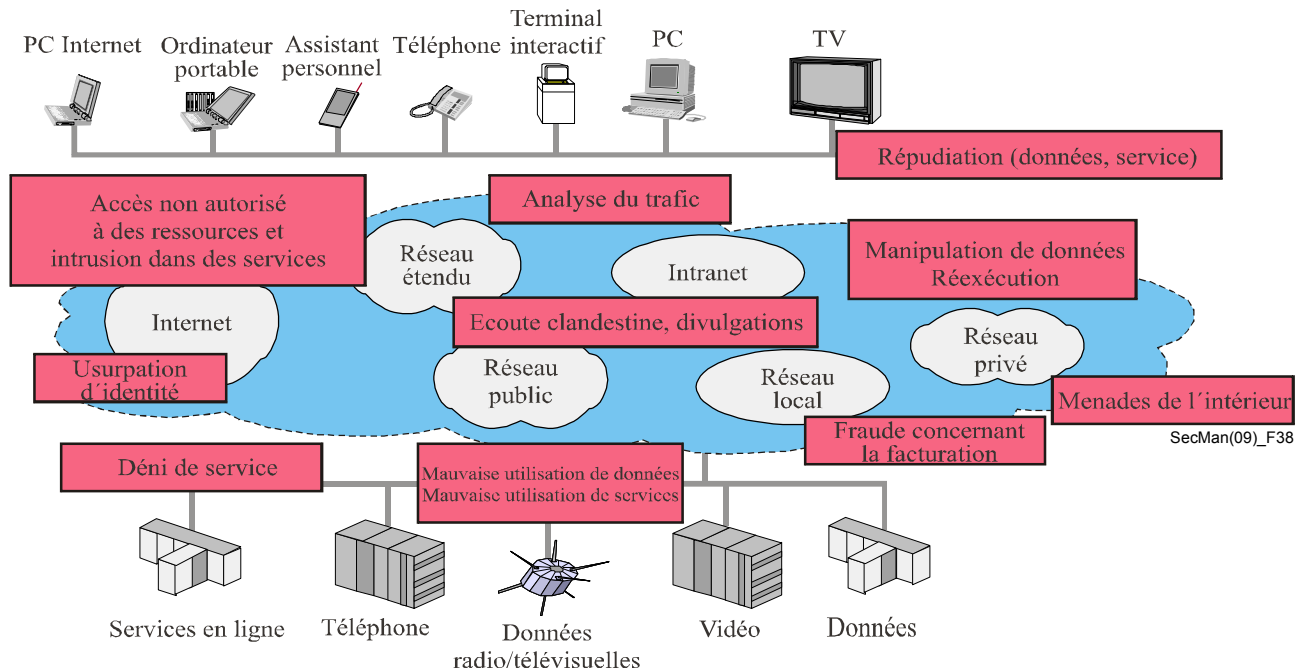 PC Internet
Ordinateur
portable
Assistant
personnel
Téléphone
Terminal
interactif
PC
TV
Répudiation (données, service)
Accès non autorisé
à des ressources et
intrusion dans des services
Analyse du trafic
Manipulation de données
Réexécution
Réseau
étendu
Intranet
Internet
Ecoute clandestine, divulgations
Réseau
privé
Usurpation
d´identité
Réseau
public
Réseau
local
Menades de l´intérieur
SecMan(09)_F38
Fraude concernant
la facturation
Déni de service
Mauvaise utilisation de données
Mauvaise utilisation de services
Services en ligne
Téléphone
Données
radio/télévisuelles
Vidéo
Données